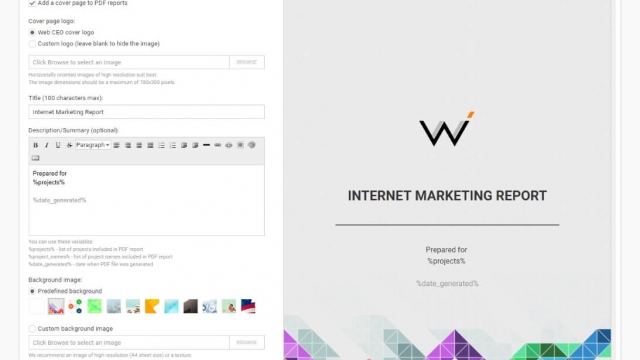 Add a cover page to PDF reports
Cover page logo:
Web CEO cover logo
Custom logo (leave blank to hide the image)
Click Browse to select an image
BROWSE
Horizontally oriented images of high resolution suit best.
The image dimensions should be a maximum of 780x300 pixels.
Title (100 characters max):
Internet Marketing Report
Description/Summary (optional):
B I U S Paragraph
Prepared for
%projects%
%date_generated%
You can use these variables:
%projects% - list of projects included in PDF report
%project_names% - list of project names included in PDF report
%date_generated% - date when PDF file was generated
Background image:
Predefined background
Custom background image
Click Browse to select an image
BROWSE
We recommend an image of high resolution (A4 sheet size) or a texture.
INTERNET MARKETING REPORT
Prepared for
%projects%
%date_generated%